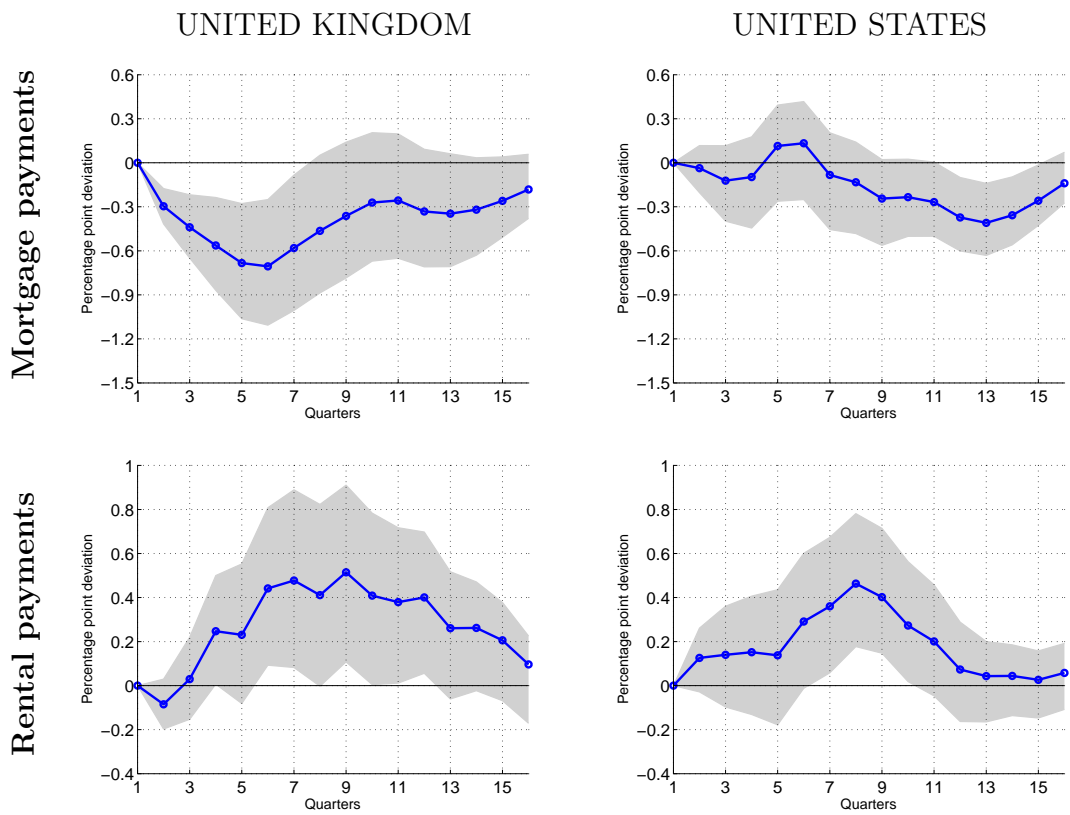 UNITED KINGDOM
UNITED STATES
Mortgage payments
Percentage point deviation
0.6
0.3
0
−0.3
−0.6
−0.9
−1.2
−1.5
1 3 5 7 9 11 13 15
Quarters
Percentage point deviation
0.6
0.3
0
−0.3
−0.6
−0.9
−1.2
−1.5
1 3 5 7 9 11 13 15
Quarters
Rental payments
Percentage point deviation
1
0.8
0.6
0.4
0.2
0
−0.2
−0.4
1 3 5 7 9 11 13 15
Quarters
Percentage point deviation
1
0.8
0.6
0.4
0.2
0
−0.2
−0.4
1 3 5 7 9 11 13 15
Quarters